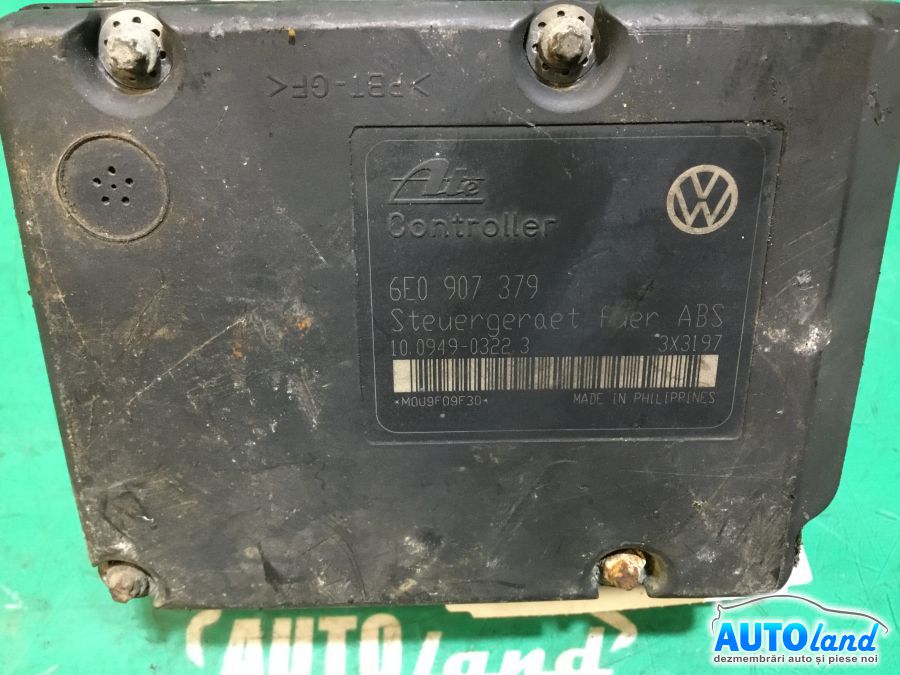 >PBT-GF<
Ate
Controller
6E0 907 379
Steuergeraet fuer ABS
10.0949-0322.3 3X3197
*M0U9F09F30*
MADE IN PHILIPPINES
AUTOland
AUTOland
dezmembrări auto și piese noi